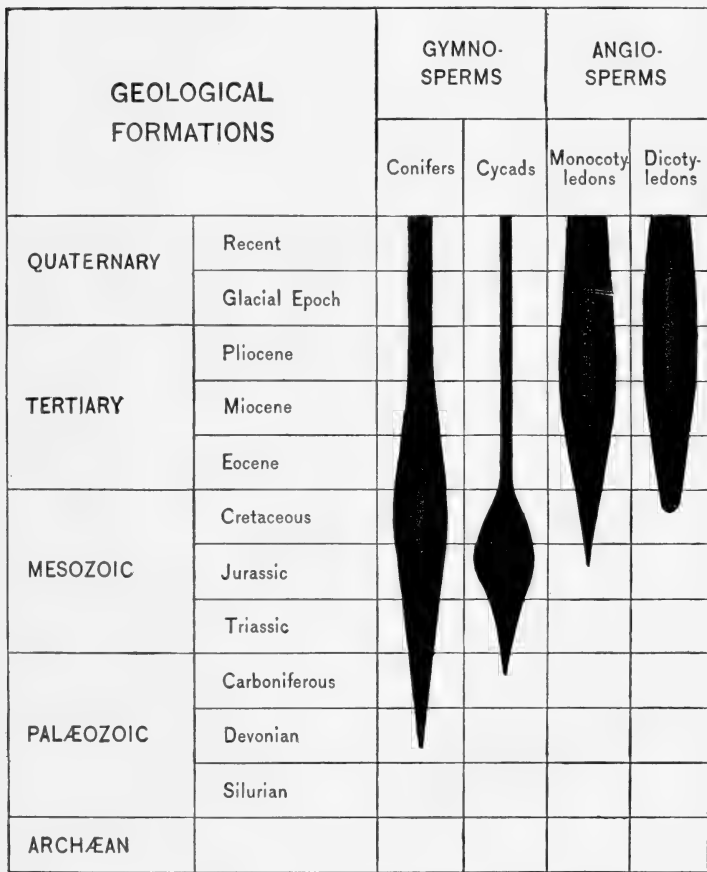 GEOLOGICAL
FORMATIONS
GYMNO-
SPERMS
ANGIO-
SPERMS
Conifers
Cycads
Monocoty-
ledons
Dicoty-
ledons
QUATERNARY
Recent
Glacial Epoch
TERTIARY
Pliocene
Miocene
Eocene
MESOZOIC
Cretaceous
Jurassic
Triassic
PALÆOZOIC
Carboniferous
Devonian
Silurian
ARCHÆAN